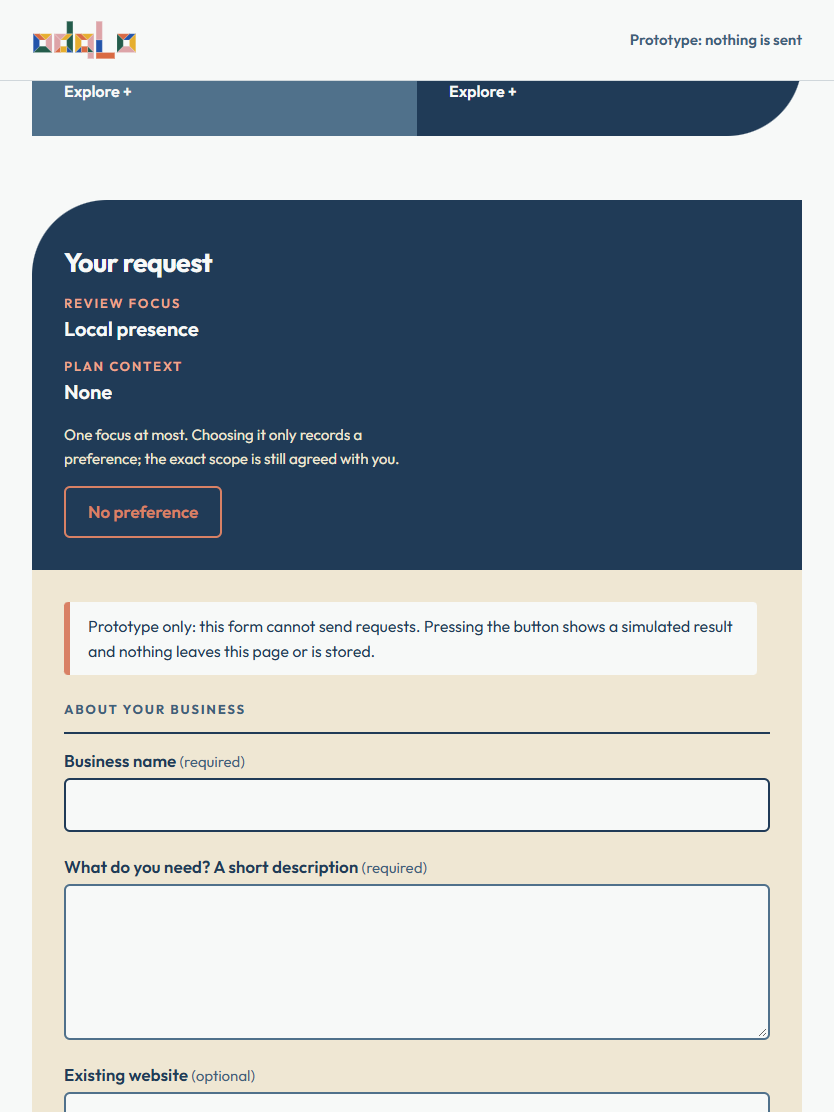 adalo
Prototype: nothing is sent
Explore +
Explore +
Your request
REVIEW FOCUS
Local presence
PLAN CONTEXT
None
One focus at most. Choosing it only records a
preference; the exact scope is still agreed with you.
No preference
Prototype only: this form cannot send requests. Pressing the button shows a simulated result
and nothing leaves this page or is stored.
ABOUT YOUR BUSINESS
Business name (required)
What do you need? A short description (required)
Existing website (optional)